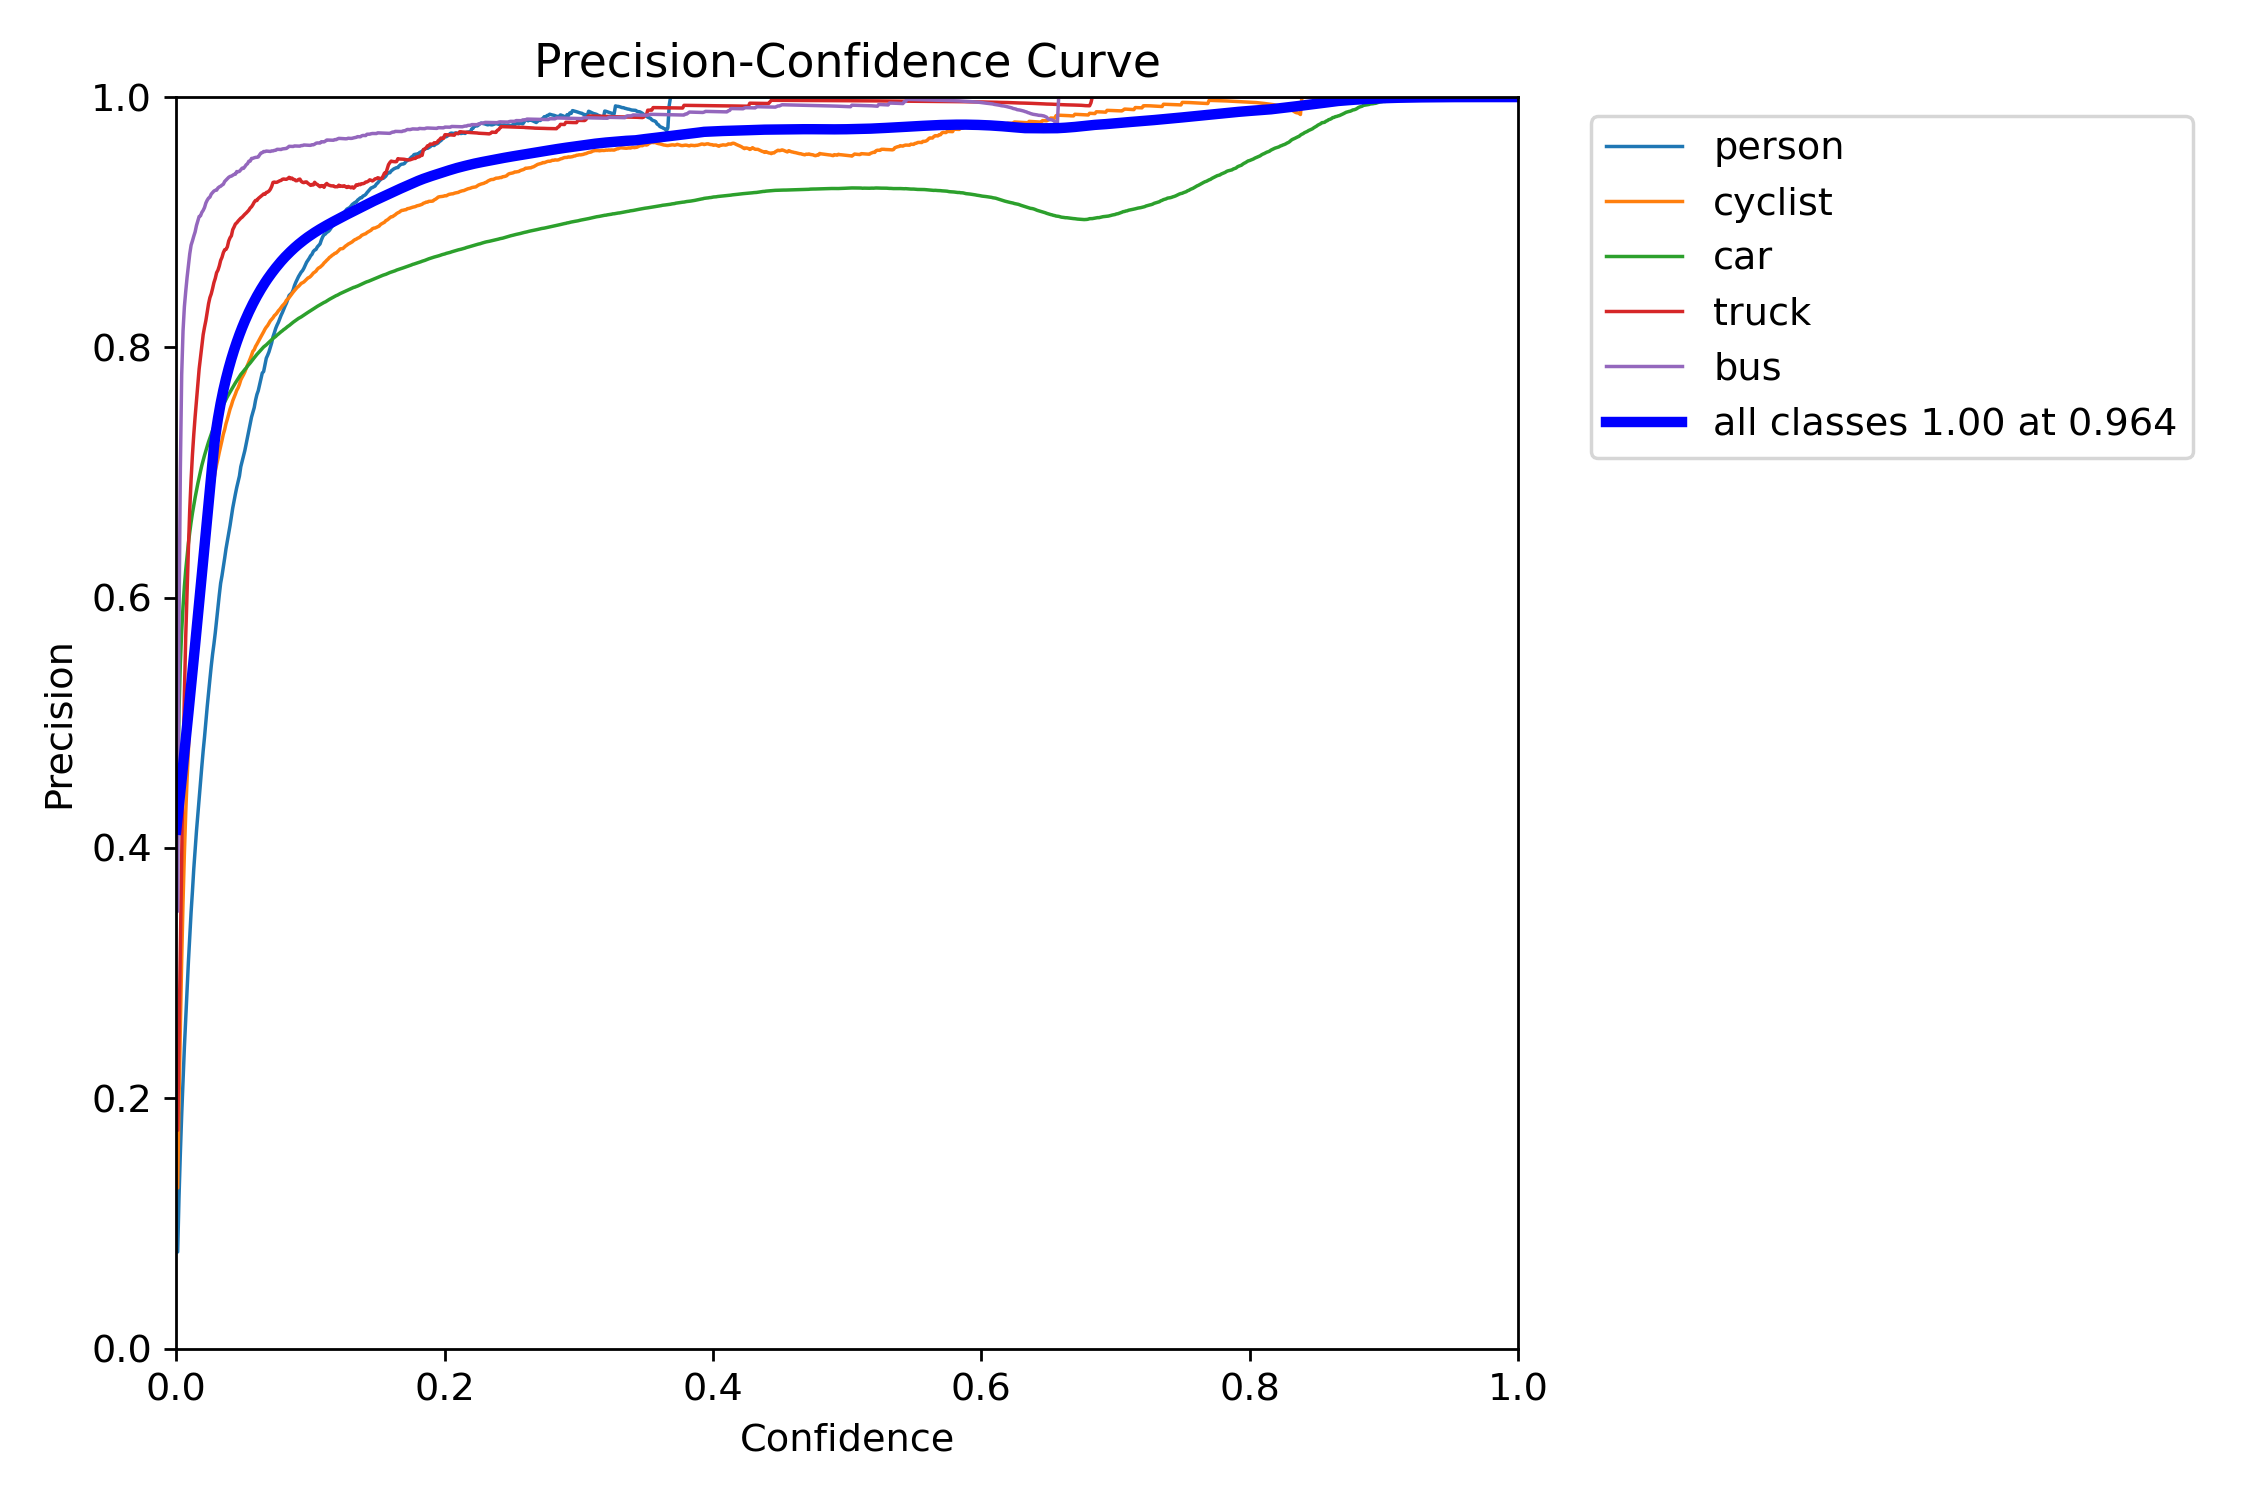 Precision-Confidence Curve
1.0
0.8
0.6
0.4
0.2
0.0
Precision
0.0 0.2 0.4 0.6 0.8 1.0
Confidence
person
cyclist
car
truck
bus
all classes 1.00 at 0.964